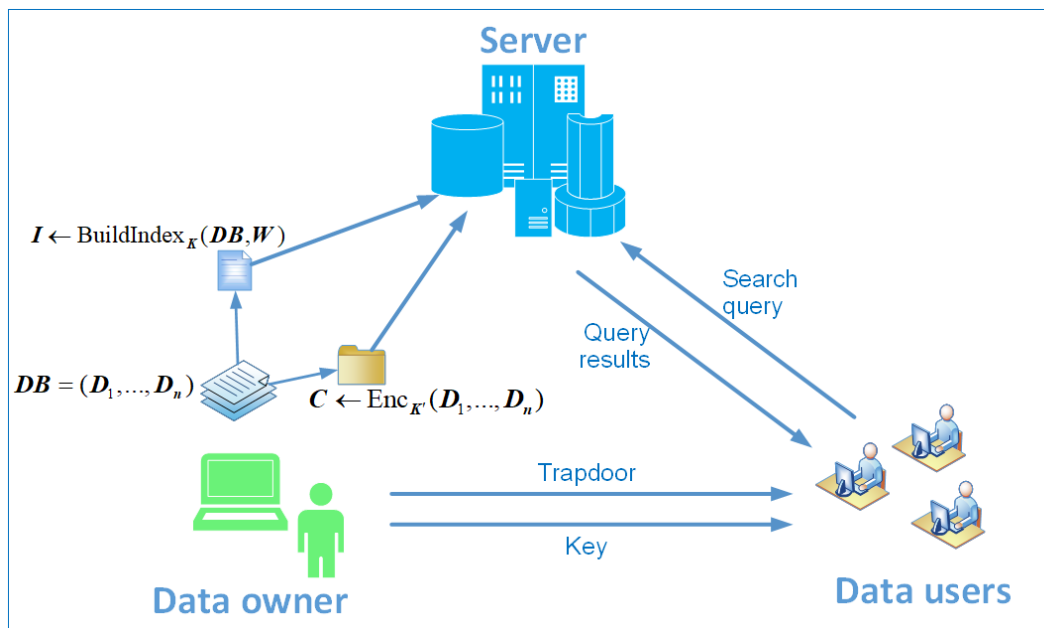 Server
I ← BuildIndex_K(DB,W)
Search
query
Query
results
DB = (D_1,...,D_n)
C ← Enc_K'(D_1,...,D_n)
Trapdoor
Key
Data owner
Data users